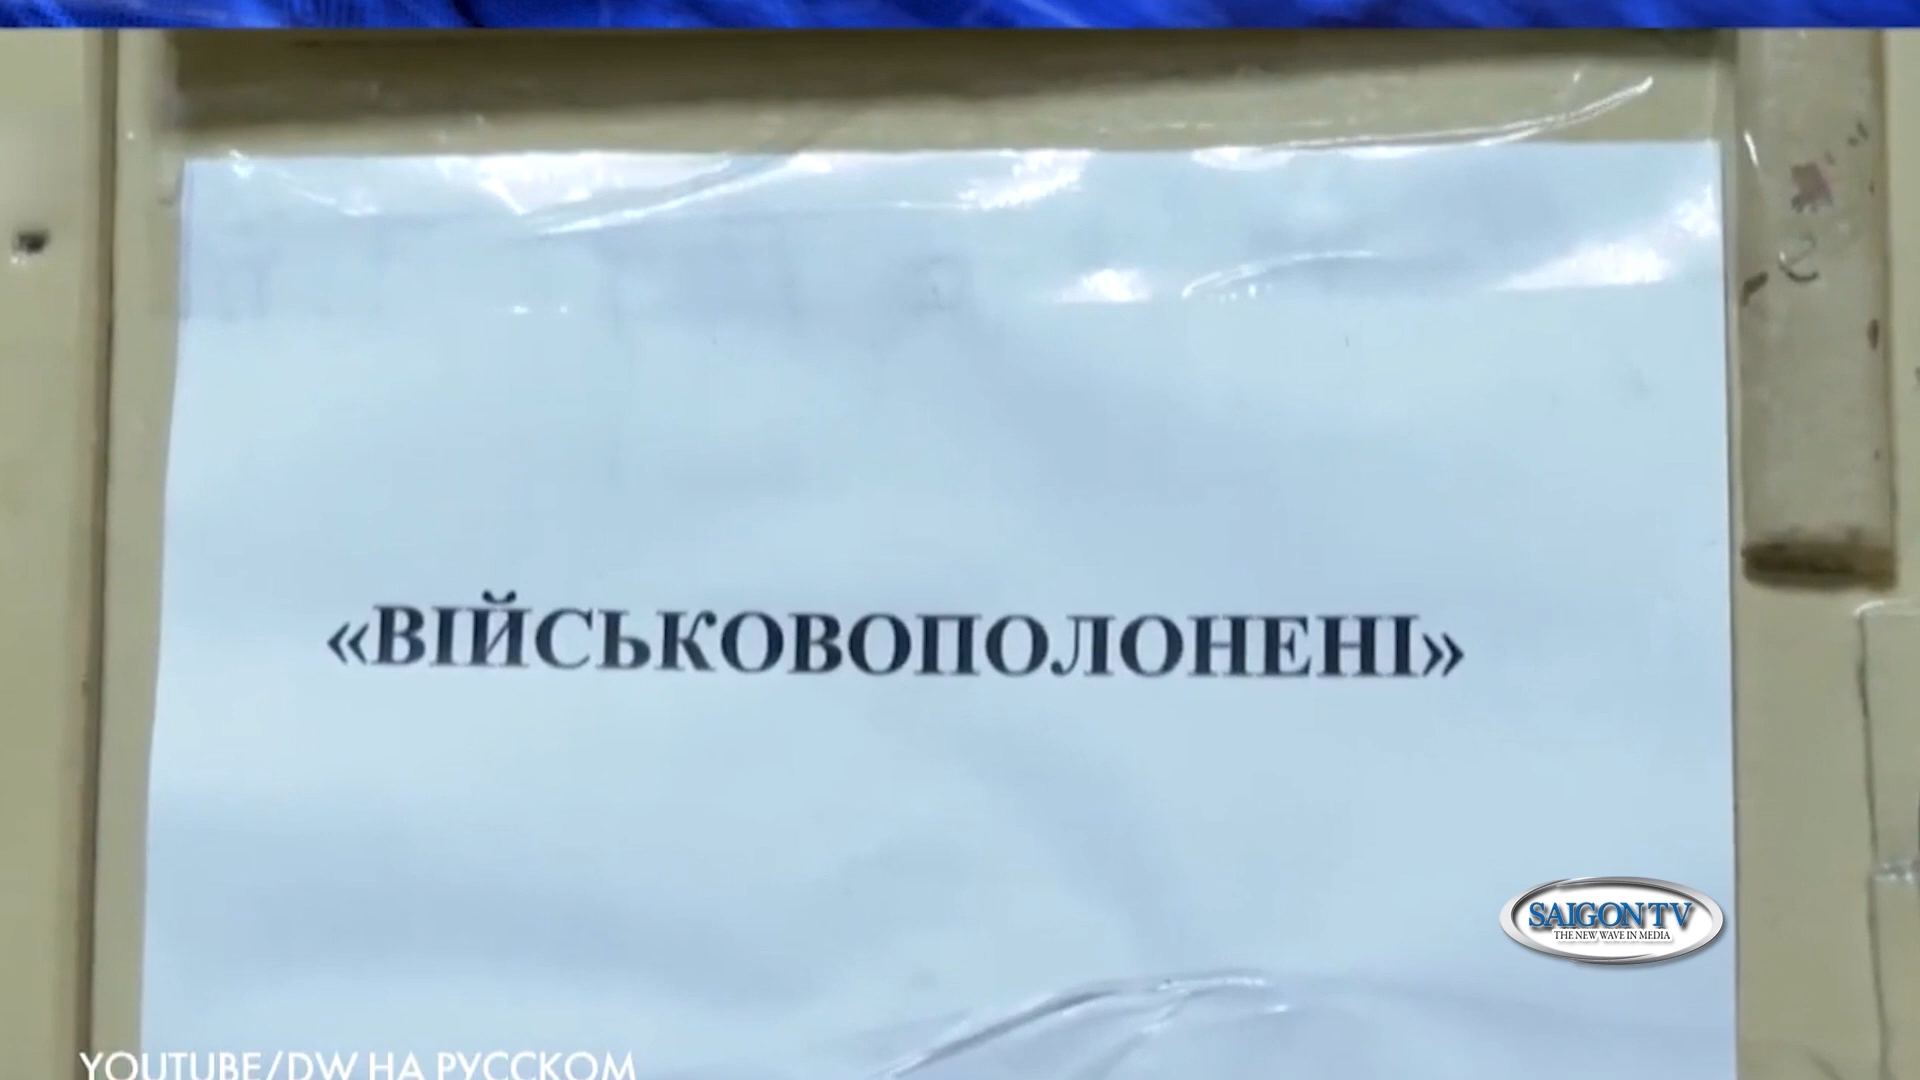 «ВІЙСЬКОВОПОЛОНЕНІ»
SAIGON TV
THE NEW WAVE IN MEDIA
YOUTUBE/DW НА РУССКОМ